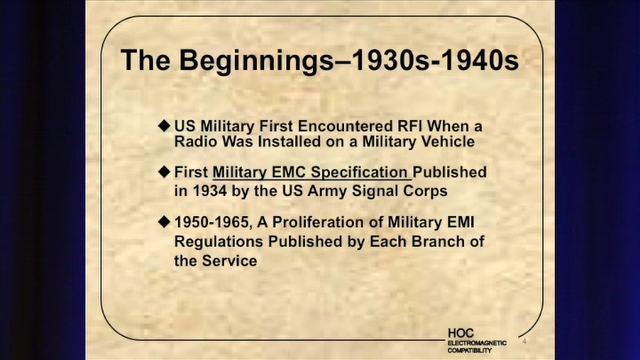 The Beginnings–1930s-1940s
◆ US Military First Encountered RFI When a
Radio Was Installed on a Military Vehicle
◆ First Military EMC Specification Published
in 1934 by the US Army Signal Corps
◆ 1950-1965, A Proliferation of Military EMI
Regulations Published by Each Branch of
the Service
HOC
ELECTROMAGNETIC
COMPATIBILITY
4